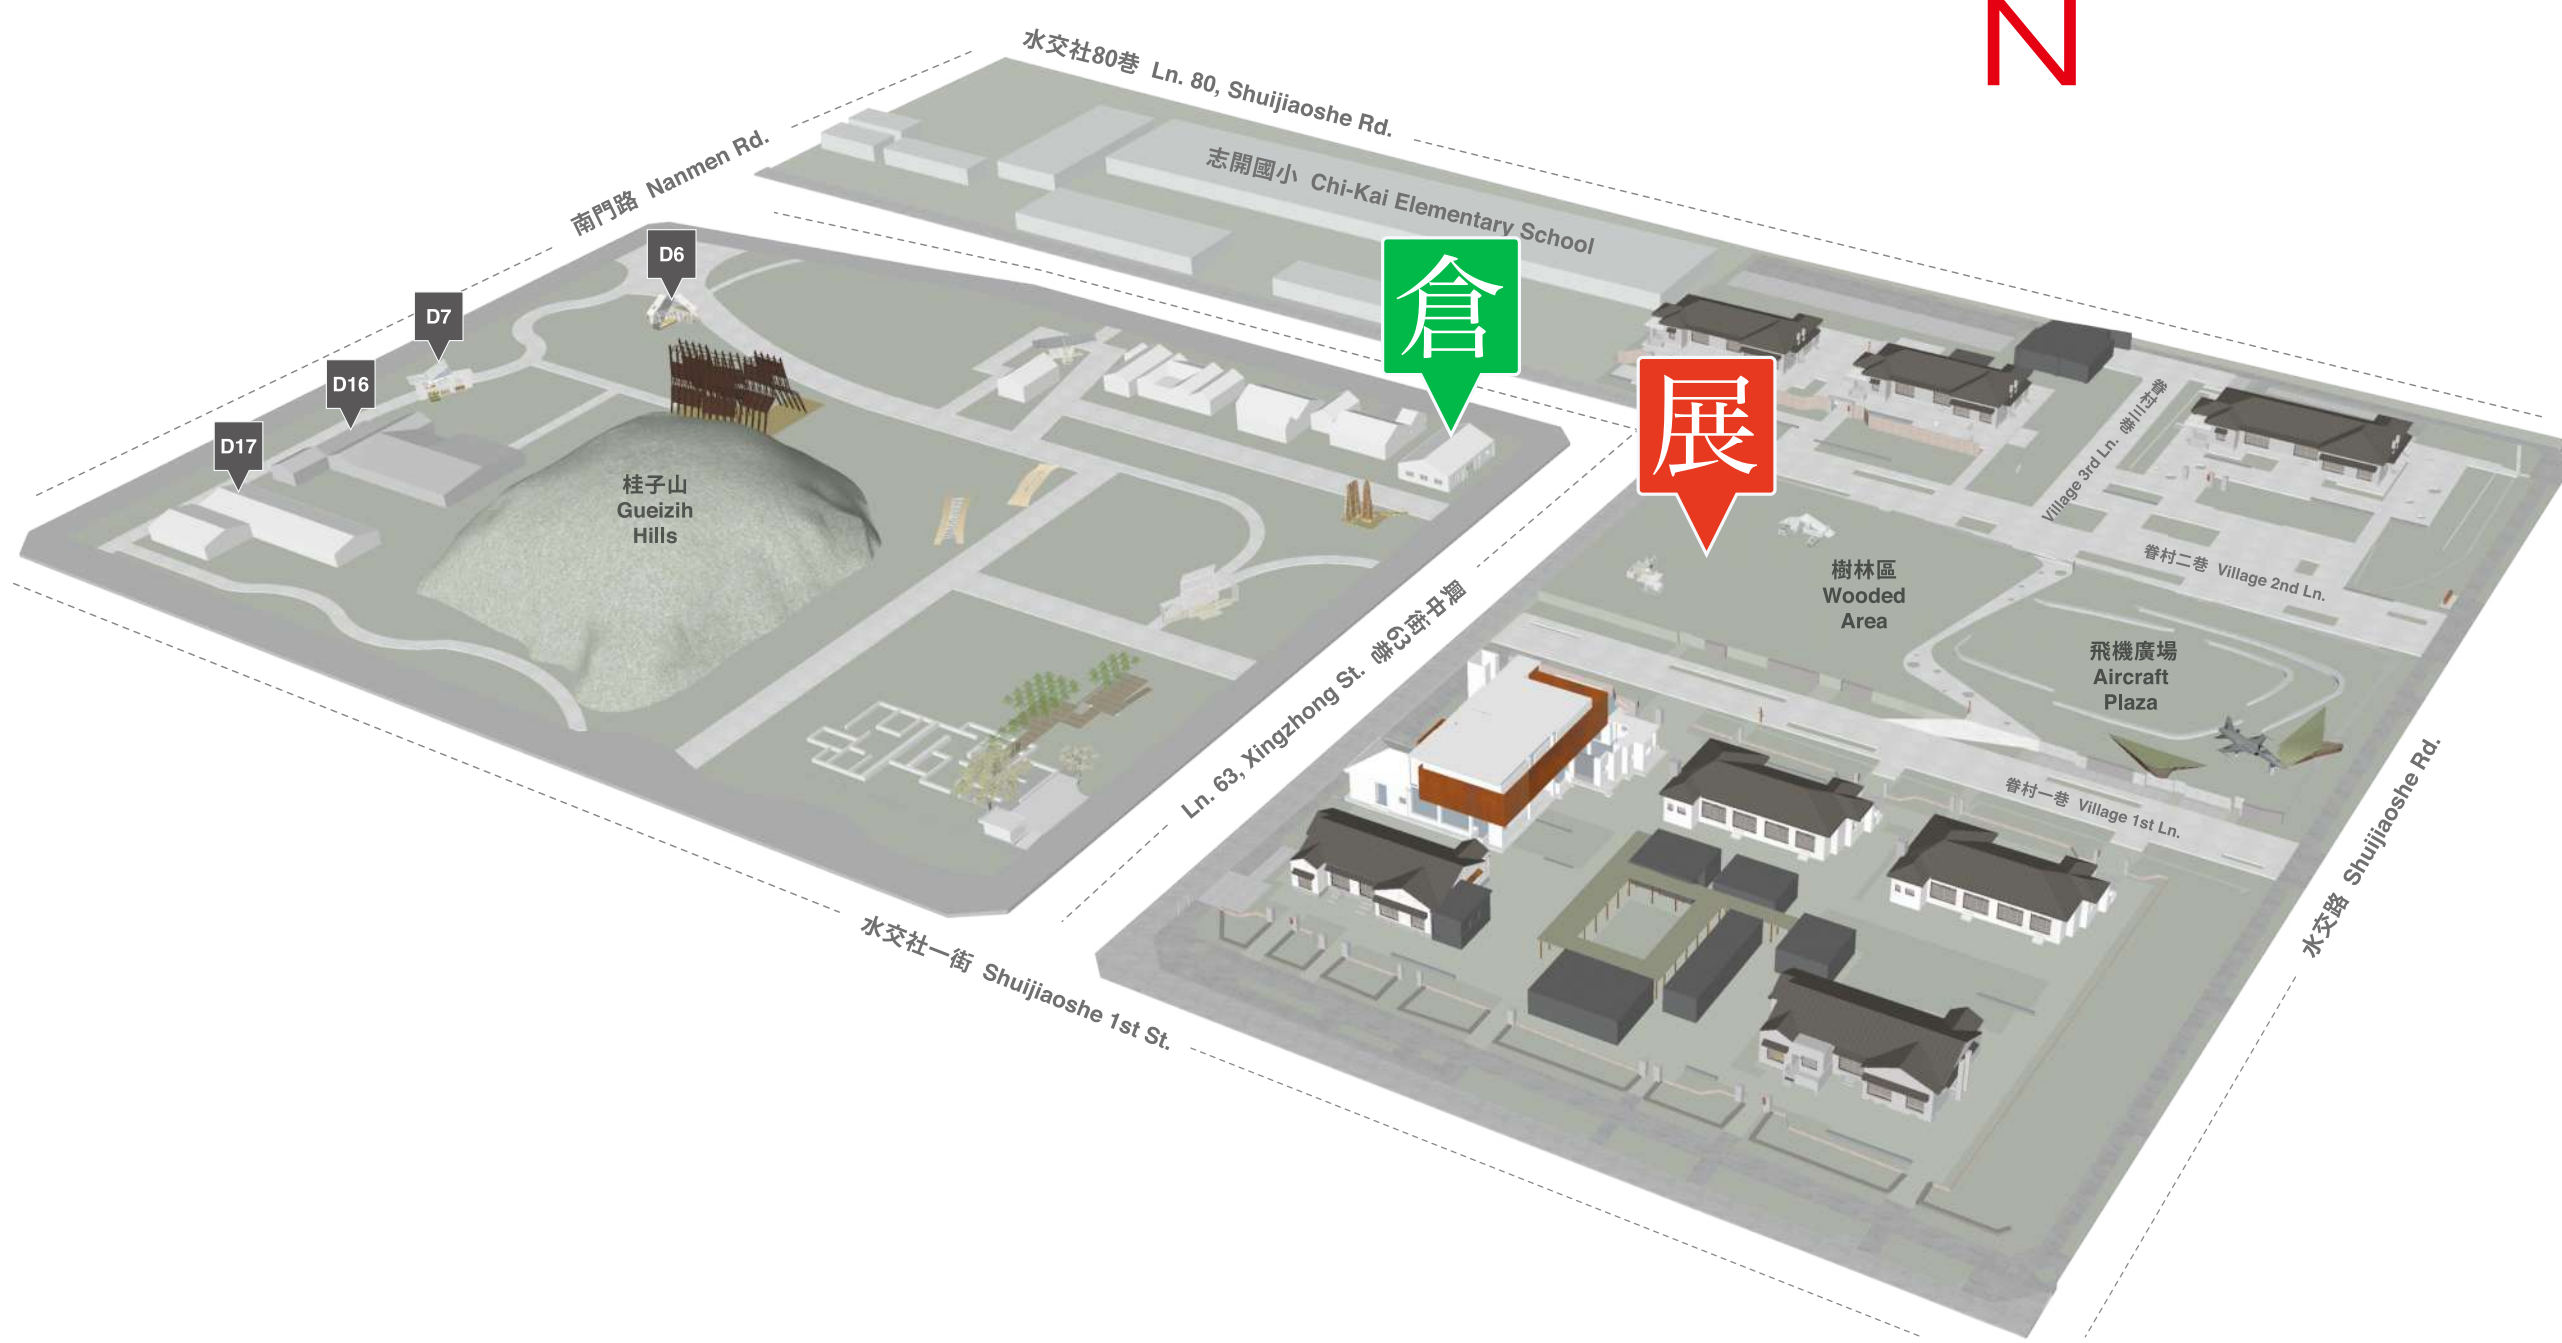 N
水交社80巷 Ln. 80, Shuijiaoshe Rd.
南門路 Nanmen Rd.
志開國小 Chi-Kai Elementary School
D6
倉
D7
展
D16
D17
眷村三巷
Village 3rd Ln.
桂子山
Gueizih
Hills
眷村二巷 Village 2nd Ln.
樹林區
Wooded
Area
興中街63巷
Ln. 63, Xingzhong St.
飛機廣場
Aircraft
Plaza
眷村一巷 Village 1st Ln.
水交路 Shuijiaoshe Rd.
水交社一街 Shuijiaoshe 1st St.